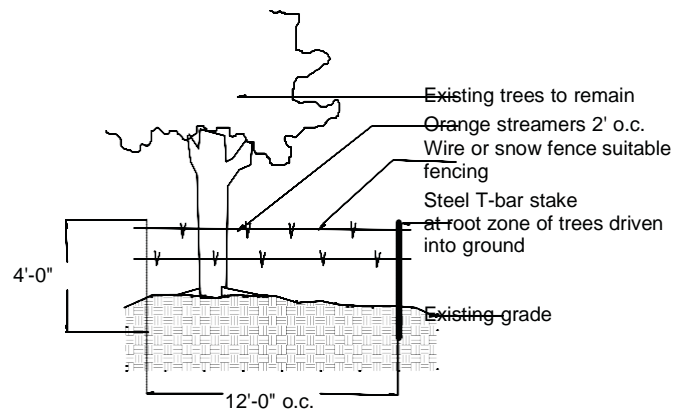 Existing trees to remain
Orange streamers 2' o.c.
Wire or snow fence suitable
fencing
Steel T-bar stake
at root zone of trees driven
into ground
4'-0"
Existing grade
12'-0" o.c.